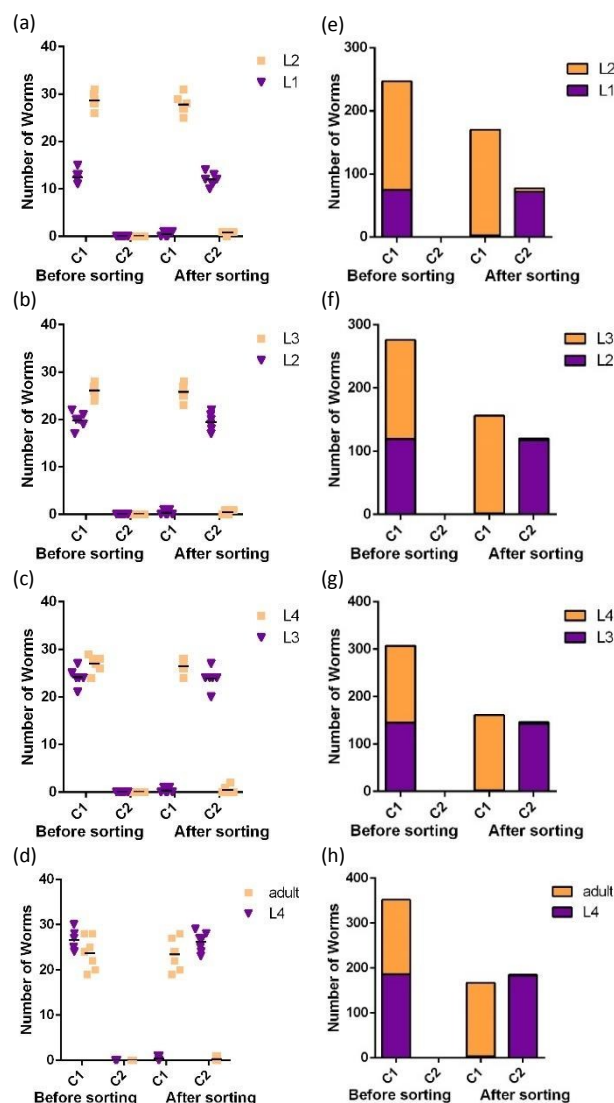 (a)
40
30
20
10
0
Number of Worms
L2
L1
C1
C2
C1
C2
Before sorting
After sorting
(e)
300
200
100
0
Number of Worms
L2
L1
C1
C2
C1
C2
Before sorting
After sorting
(b)
40
30
20
10
0
Number of Worms
L3
L2
C1
C2
C1
C2
Before sorting
After sorting
(f)
300
200
100
0
Number of Worms
L3
L2
C1
C2
C1
C2
Before sorting
After sorting
(c)
40
30
20
10
0
Number of Worms
L4
L3
C1
C2
C1
C2
Before sorting
After sorting
(g)
400
300
200
100
0
Number of Worms
L4
L3
C1
C2
C1
C2
Before sorting
After sorting
(d)
40
30
20
10
0
Number of Worms
adult
L4
C1
C2
C1
C2
Before sorting
After sorting
(h)
400
300
200
100
0
Number of Worms
adult
L4
C1
C2
C1
C2
Before sorting
After sorting